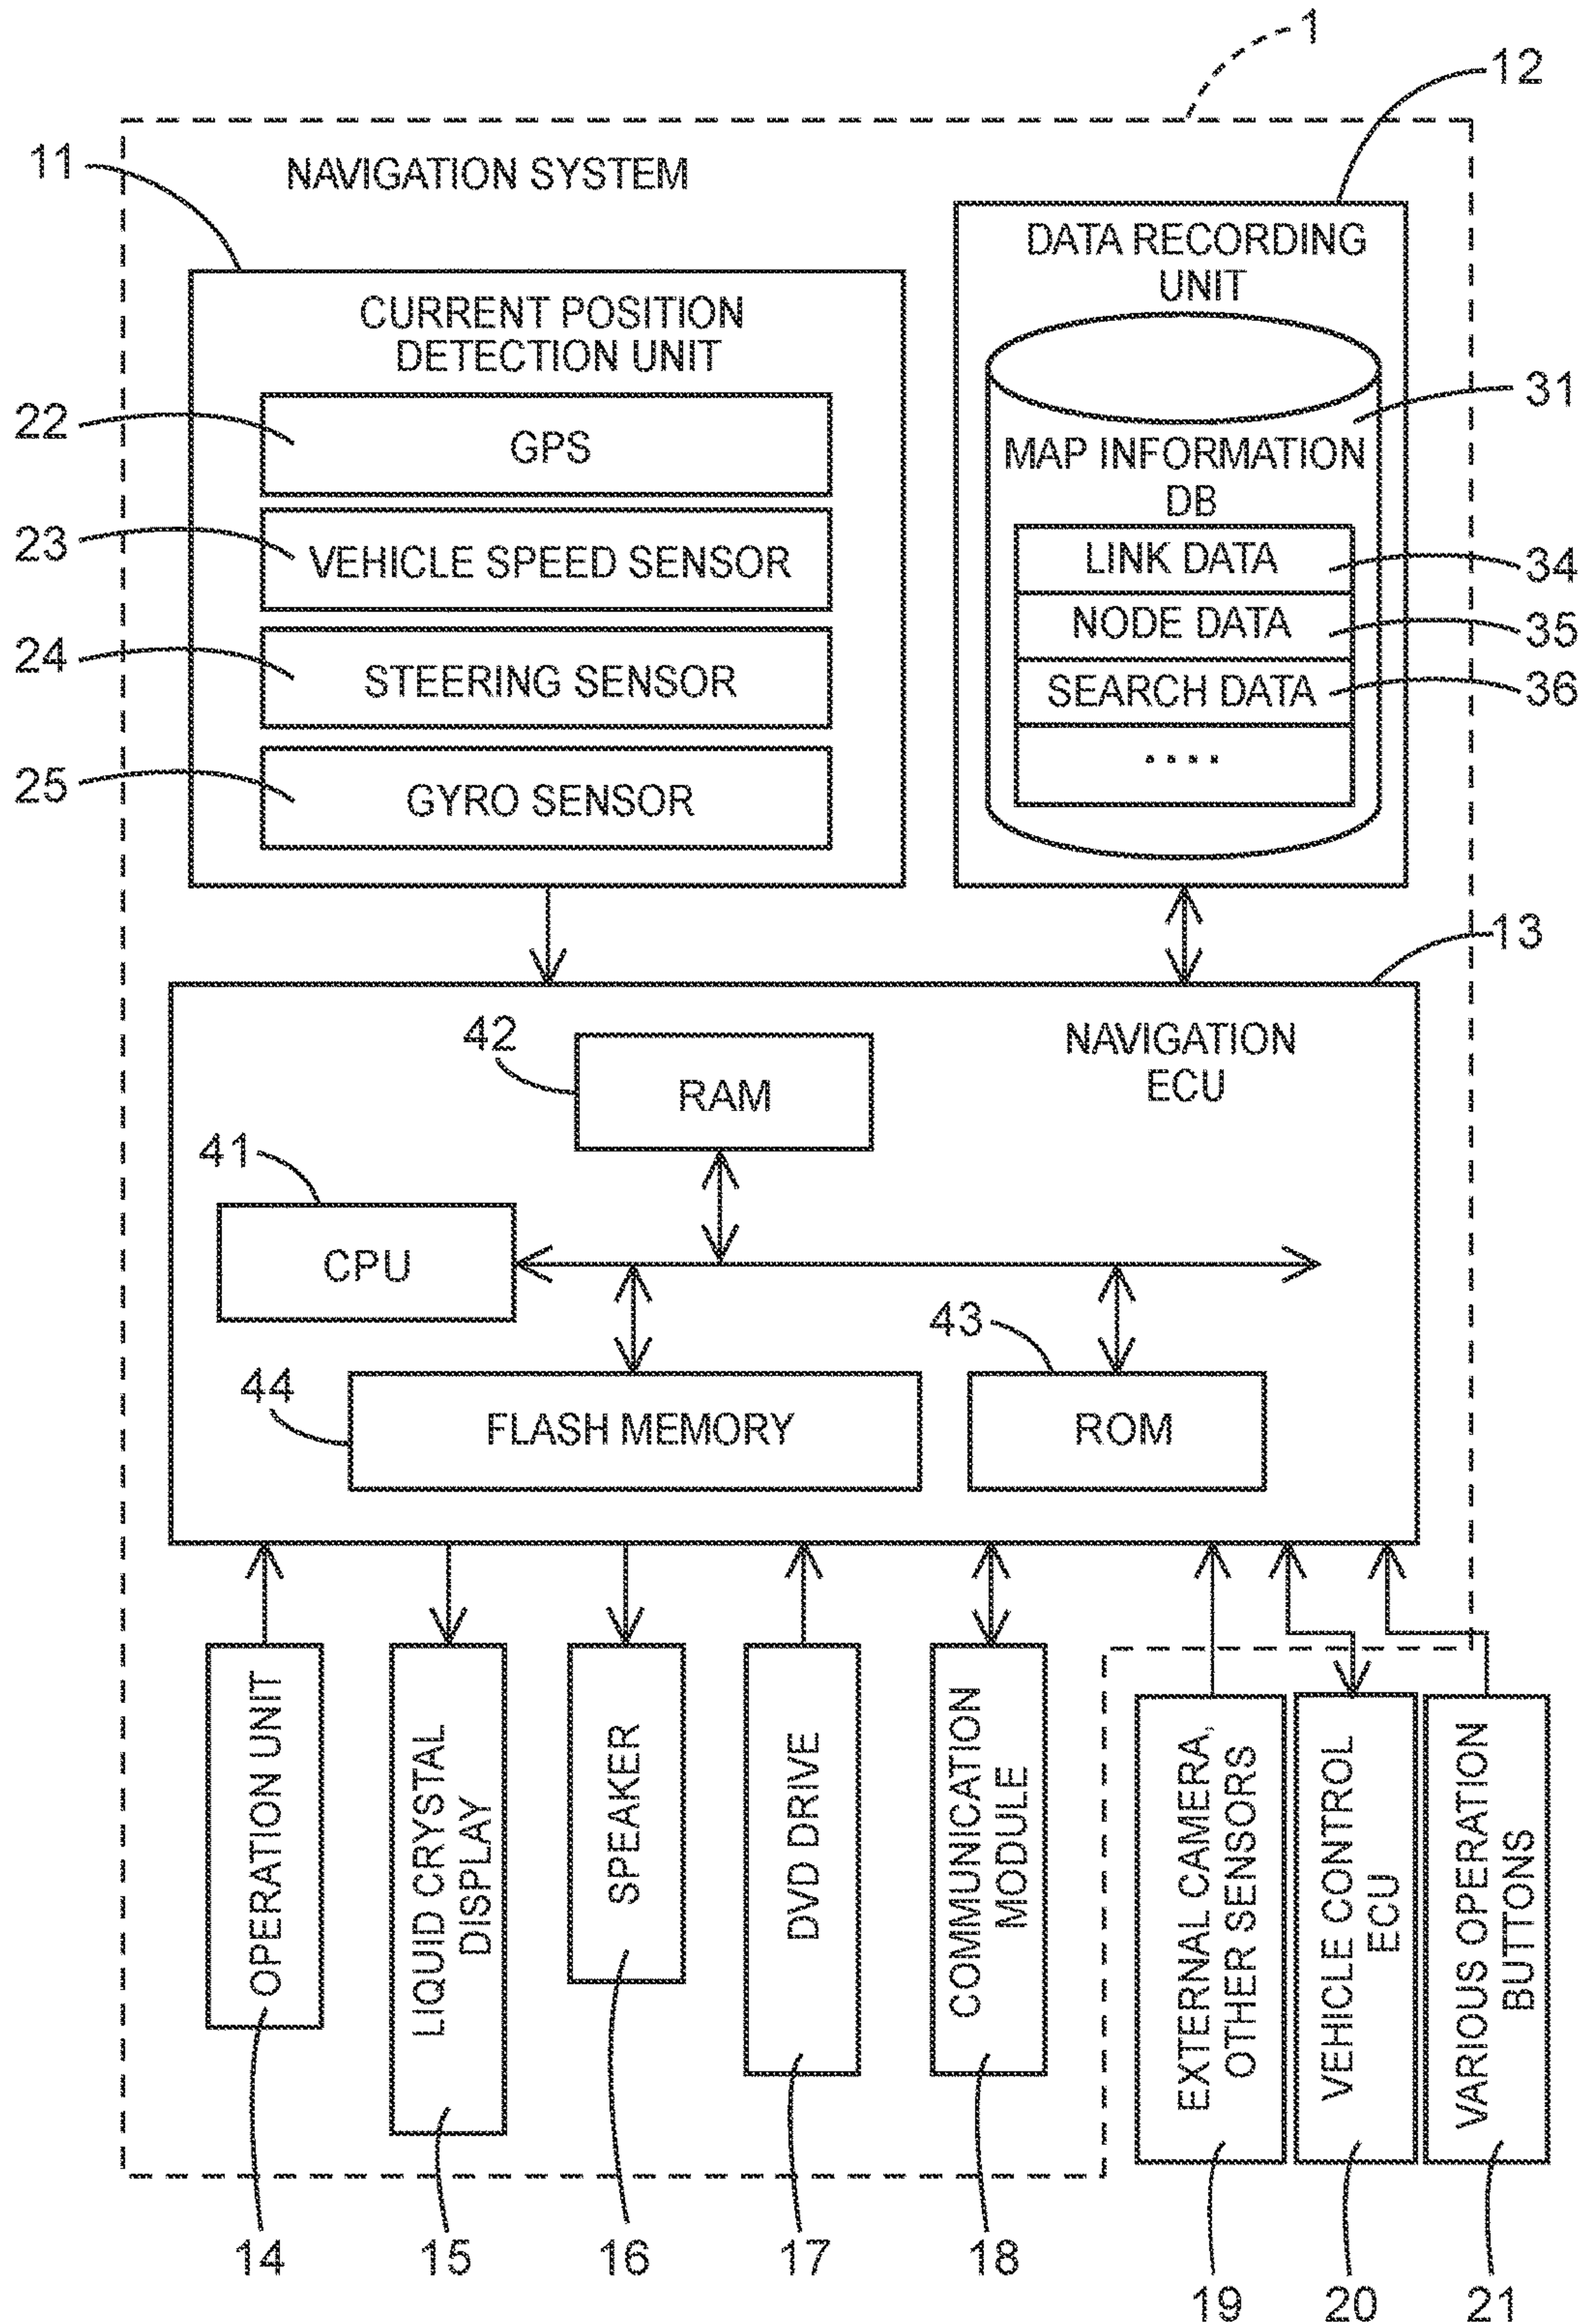 1
12
11
NAVIGATION SYSTEM
DATA RECORDING
UNIT
CURRENT POSITION
DETECTION UNIT
22
GPS
23
VEHICLE SPEED SENSOR
24
STEERING SENSOR
25
GYRO SENSOR
31
MAP INFORMATION
DB
LINK DATA
34
NODE DATA
35
SEARCH DATA
36
....
13
NAVIGATION
ECU
42
RAM
41
CPU
43
44
FLASH MEMORY
ROM
OPERATION UNIT
LIQUID CRYSTAL
DISPLAY
SPEAKER
DVD DRIVE
COMMUNICATION
MODULE
EXTERNAL CAMERA,
OTHER SENSORS
VEHICLE CONTROL
ECU
VARIOUS OPERATION
BUTTONS
14
15
16
17
18
19
20
21